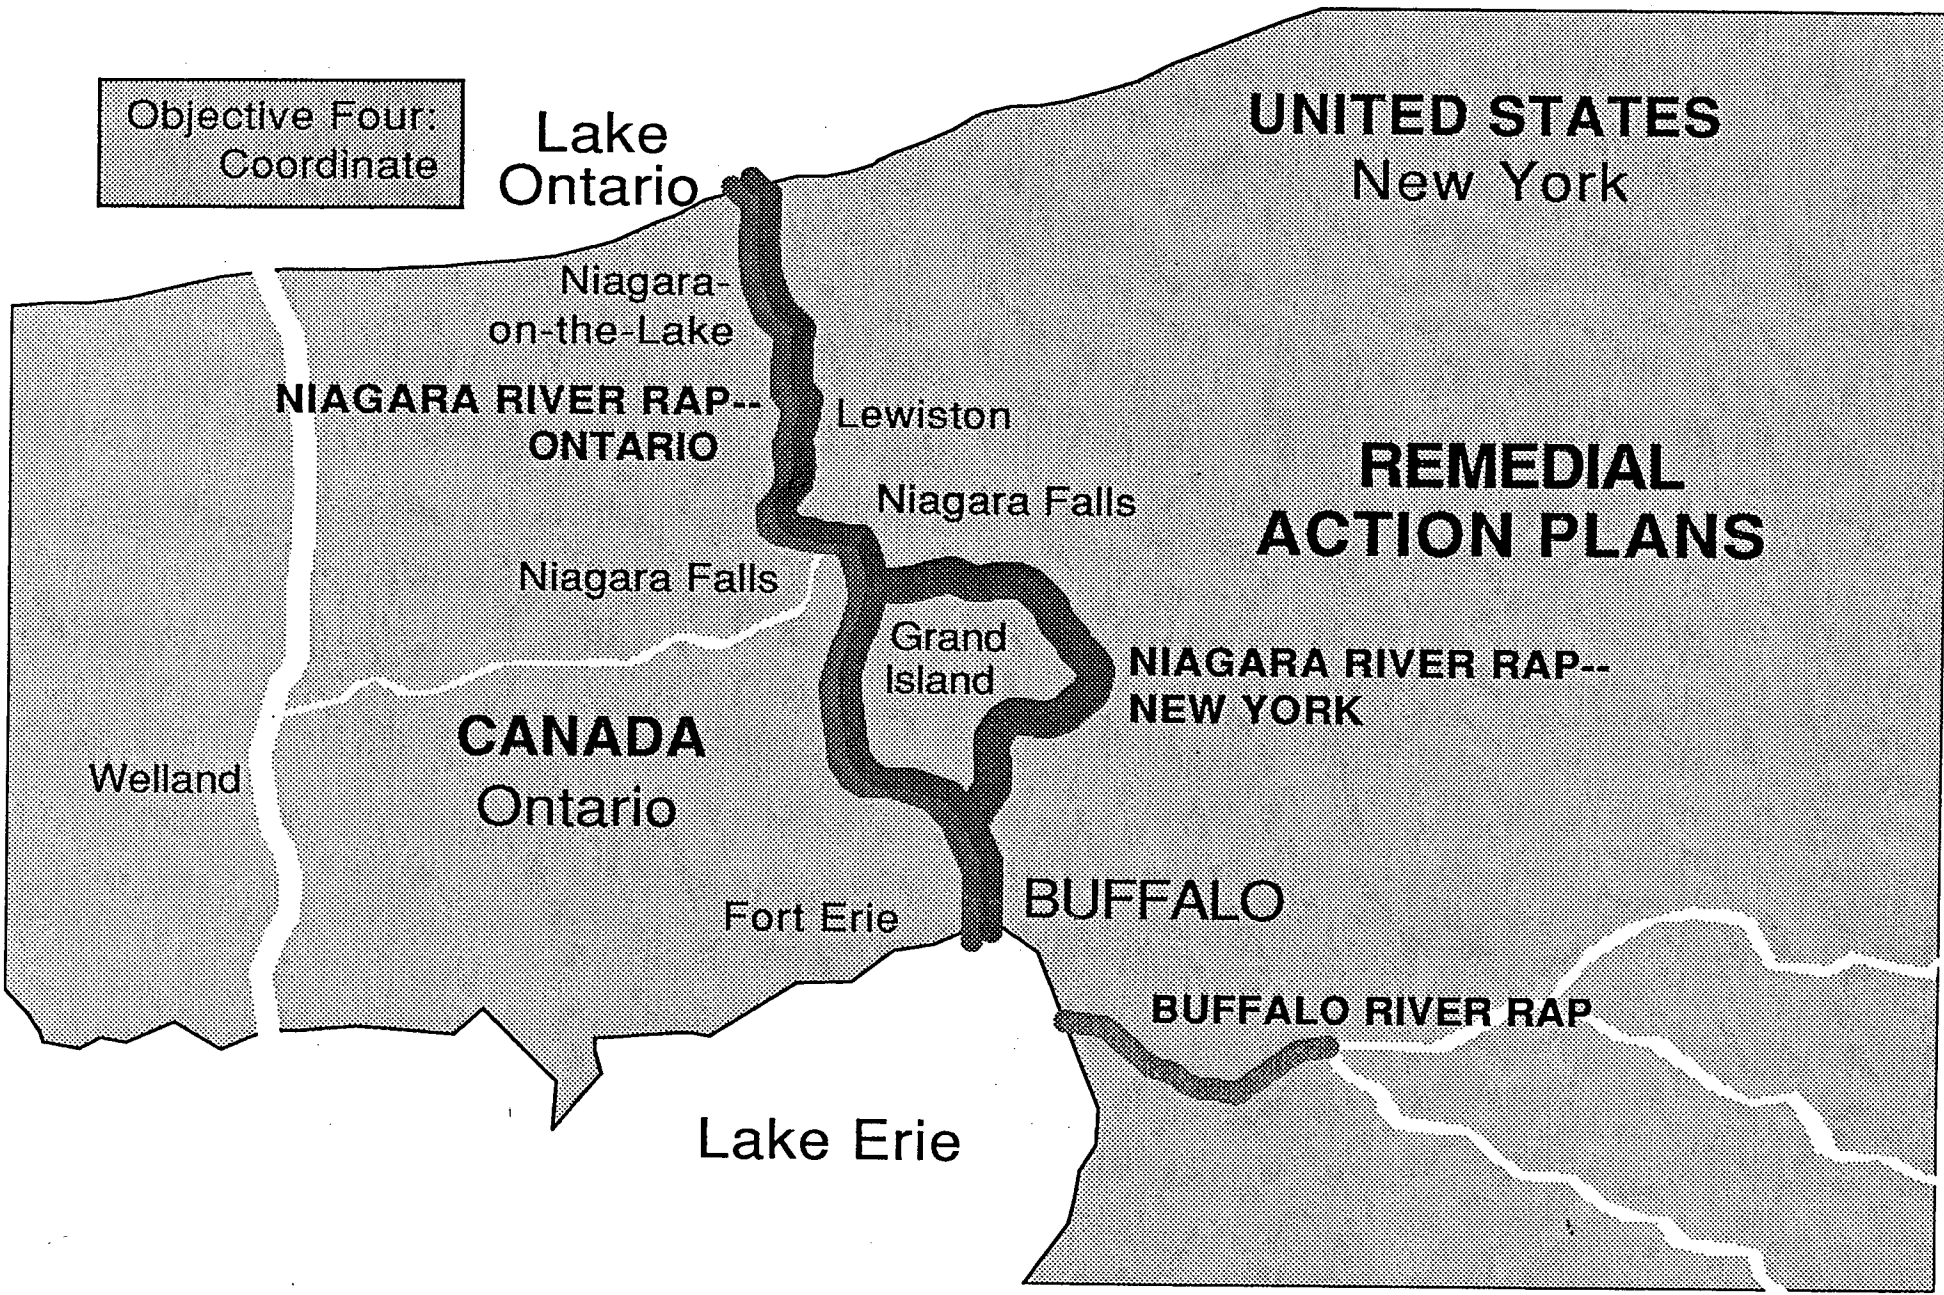 Objective Four:
Coordinate
Lake
Ontario
UNITED STATES
New York
Niagara-
on-the-Lake
NIAGARA RIVER RAP--
ONTARIO
Lewiston
REMEDIAL
ACTION PLANS
Niagara Falls
Niagara Falls
Grand
Island
NIAGARA RIVER RAP--
NEW YORK
CANADA
Ontario
Welland
Fort Erie
BUFFALO
BUFFALO RIVER RAP
Lake Erie